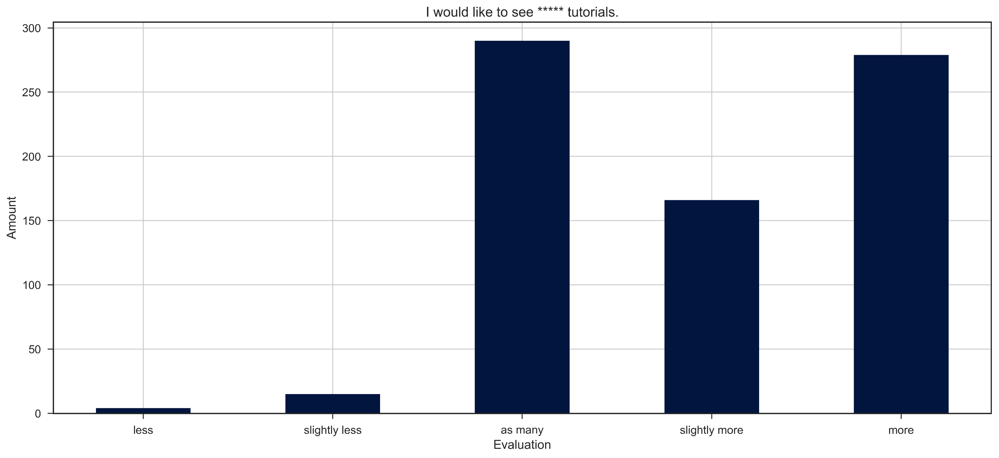 I would like to see ***** tutorials.
300
250
200
150
100
50
0
Amount
less
slightly less
as many
slightly more
more
Evaluation